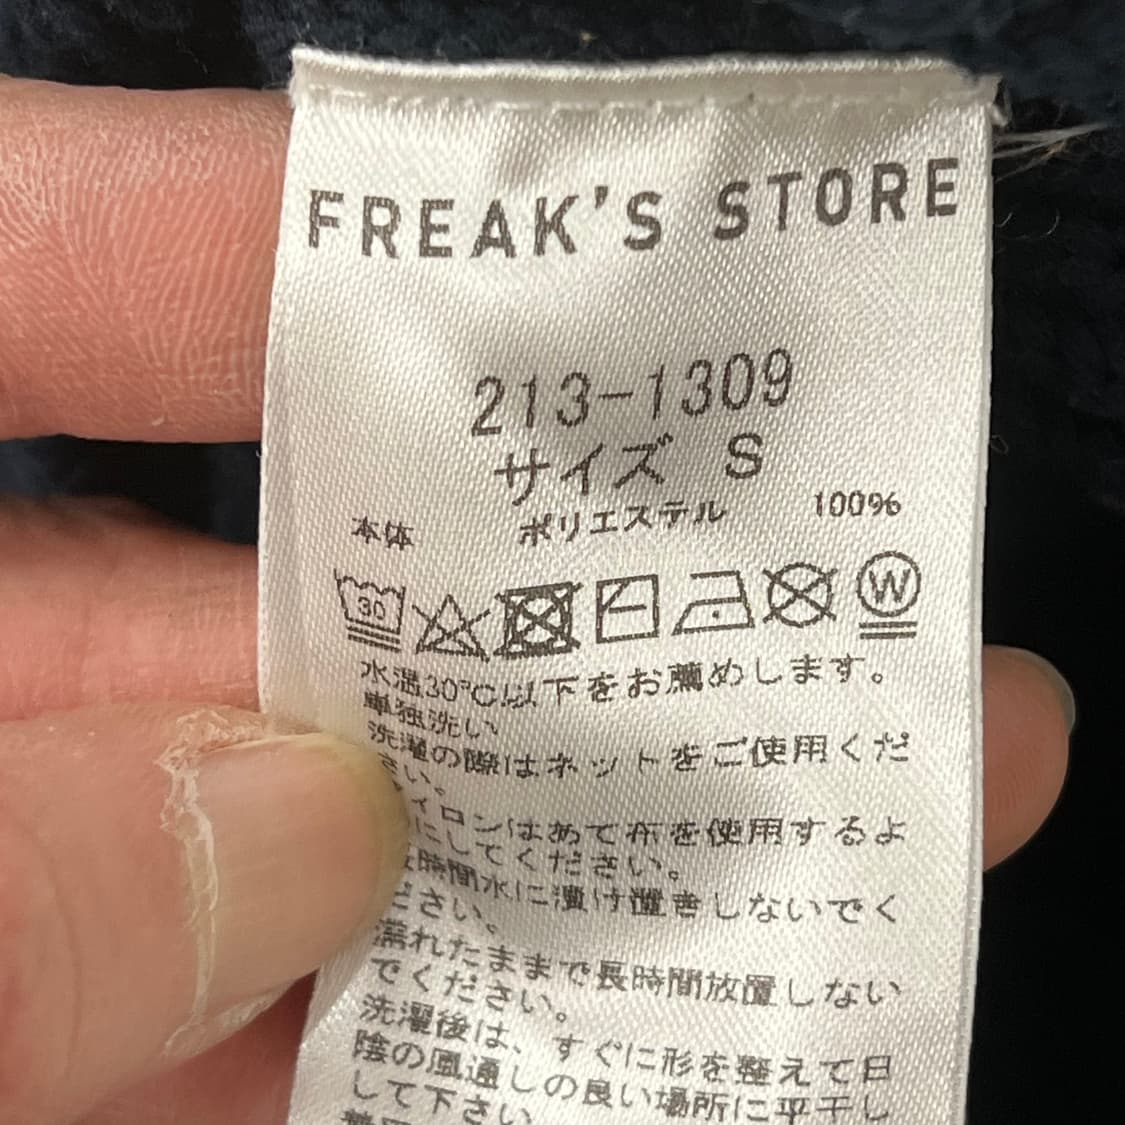 FREAK'S STORE
213-1309
サイズ S
本体 ポリエステル 100%
30
W
水温30℃以下をお薦めします。
単独洗い
洗濯の際はネットをご使用くだ
さい。
イロンはあて布を使用するよ
にしてください。
長時間水に漬け置きしないでく
ださい。
濡れたままで長時間放置しない
でください。
洗濯後は、すぐに形を整えて日
陰の風通しの良い場所に平干し
して下さい。